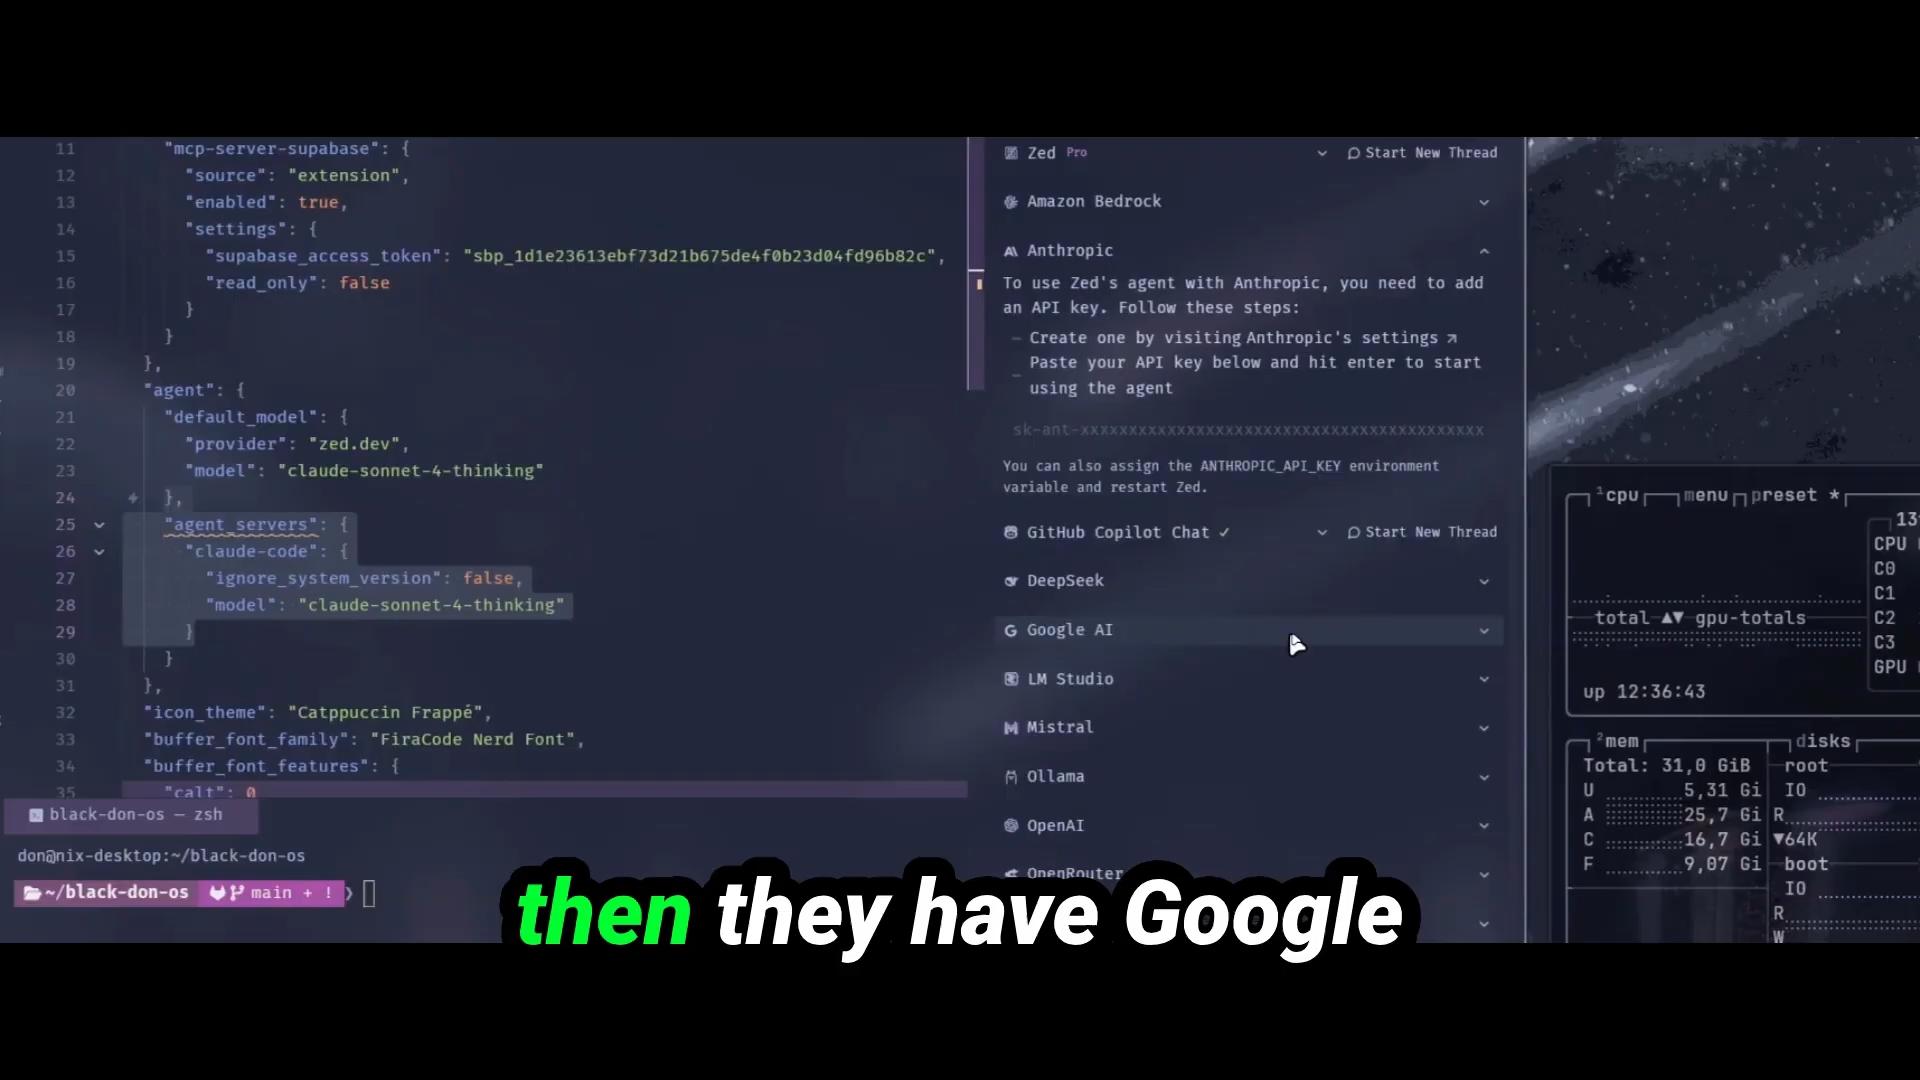 11 "mcp-server-supabase": {
12 "source": "extension",
13 "enabled": true,
14 "settings": {
15 "supabase_access_token": "sbp_1d1e23613ebf73d21b675de4f0b23d04fd96b82c",
16 "read_only": false
17 }
18 }
19 },
20 "agent": {
21 "default_model": {
22 "provider": "zed.dev",
23 "model": "claude-sonnet-4-thinking"
24 },
25 "agent_servers": {
26 "claude-code": {
27 "ignore_system_version": false,
28 "model": "claude-sonnet-4-thinking"
29 }
30 }
31 },
32 "icon_theme": "Catppuccin Frappé",
33 "buffer_font_family": "FiraCode Nerd Font",
34 "buffer_font_features": {
35 "calt": 0
black-don-os — zsh
don@nix-desktop:~/black-don-os
~/black-don-os main + !
Zed Pro Start New Thread
Amazon Bedrock
Anthropic
To use Zed's agent with Anthropic, you need to add
an API key. Follow these steps:
— Create one by visiting Anthropic's settings ↗
— Paste your API key below and hit enter to start
using the agent
sk-ant-xxxxxxxxxxxxxxxxxxxxxxxxxxxxxxxxxxxxxxxxxx
You can also assign the ANTHROPIC_API_KEY environment
variable and restart Zed.
GitHub Copilot Chat ✓ Start New Thread
DeepSeek
Google AI
LM Studio
Mistral
Ollama
OpenAI
OpenRouter
¹cpu menu preset *
CPU
C0
C1
C2
C3
GPU
total ▲▼ gpu-totals
up 12:36:43
²mem disks
Total: 31,0 GiB root
U 5,31 Gi IO
A 25,7 Gi R
C 16,7 Gi ▼64K
F 9,07 Gi boot
IO
R
W
then they have Google